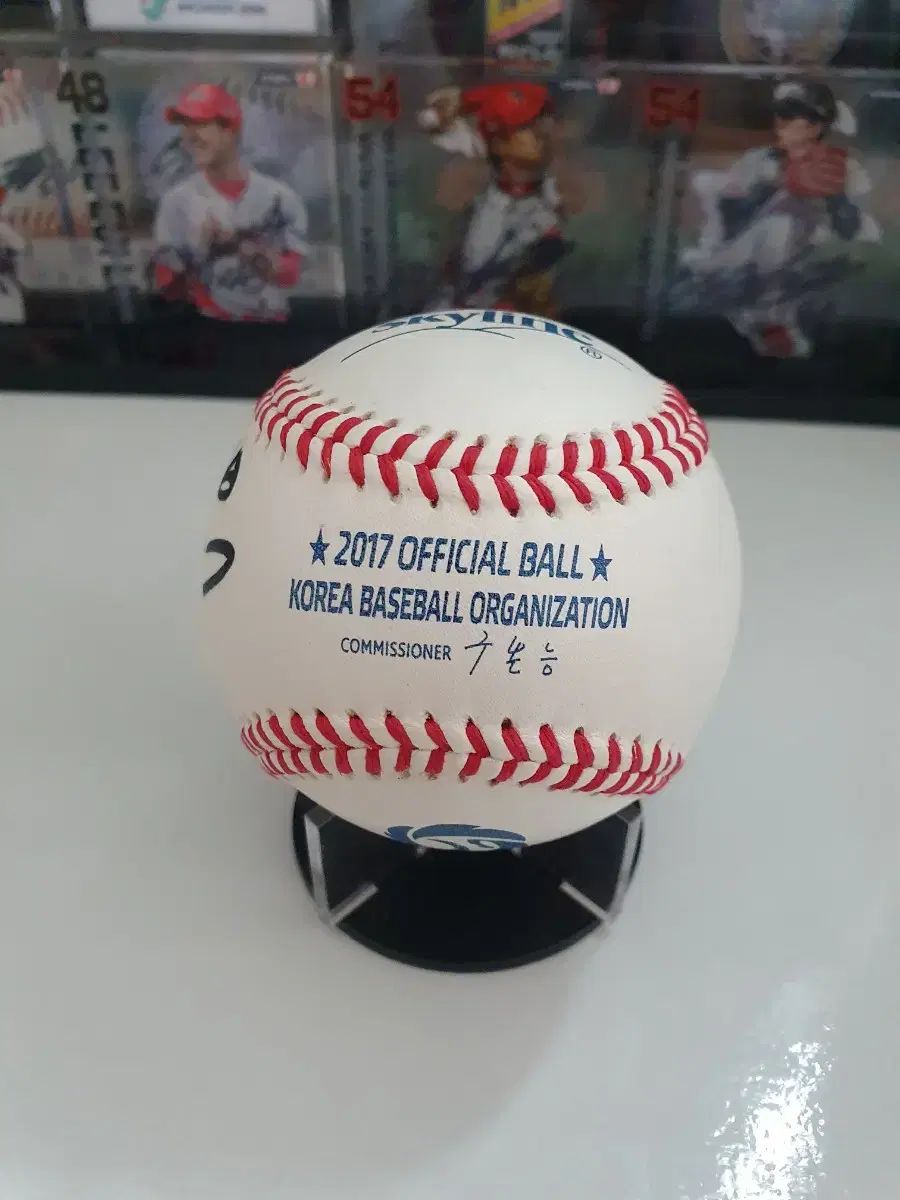 48
54
54
skyline®
★2017 OFFICIAL BALL★
KOREA BASEBALL ORGANIZATION
COMMISSIONER 구본능